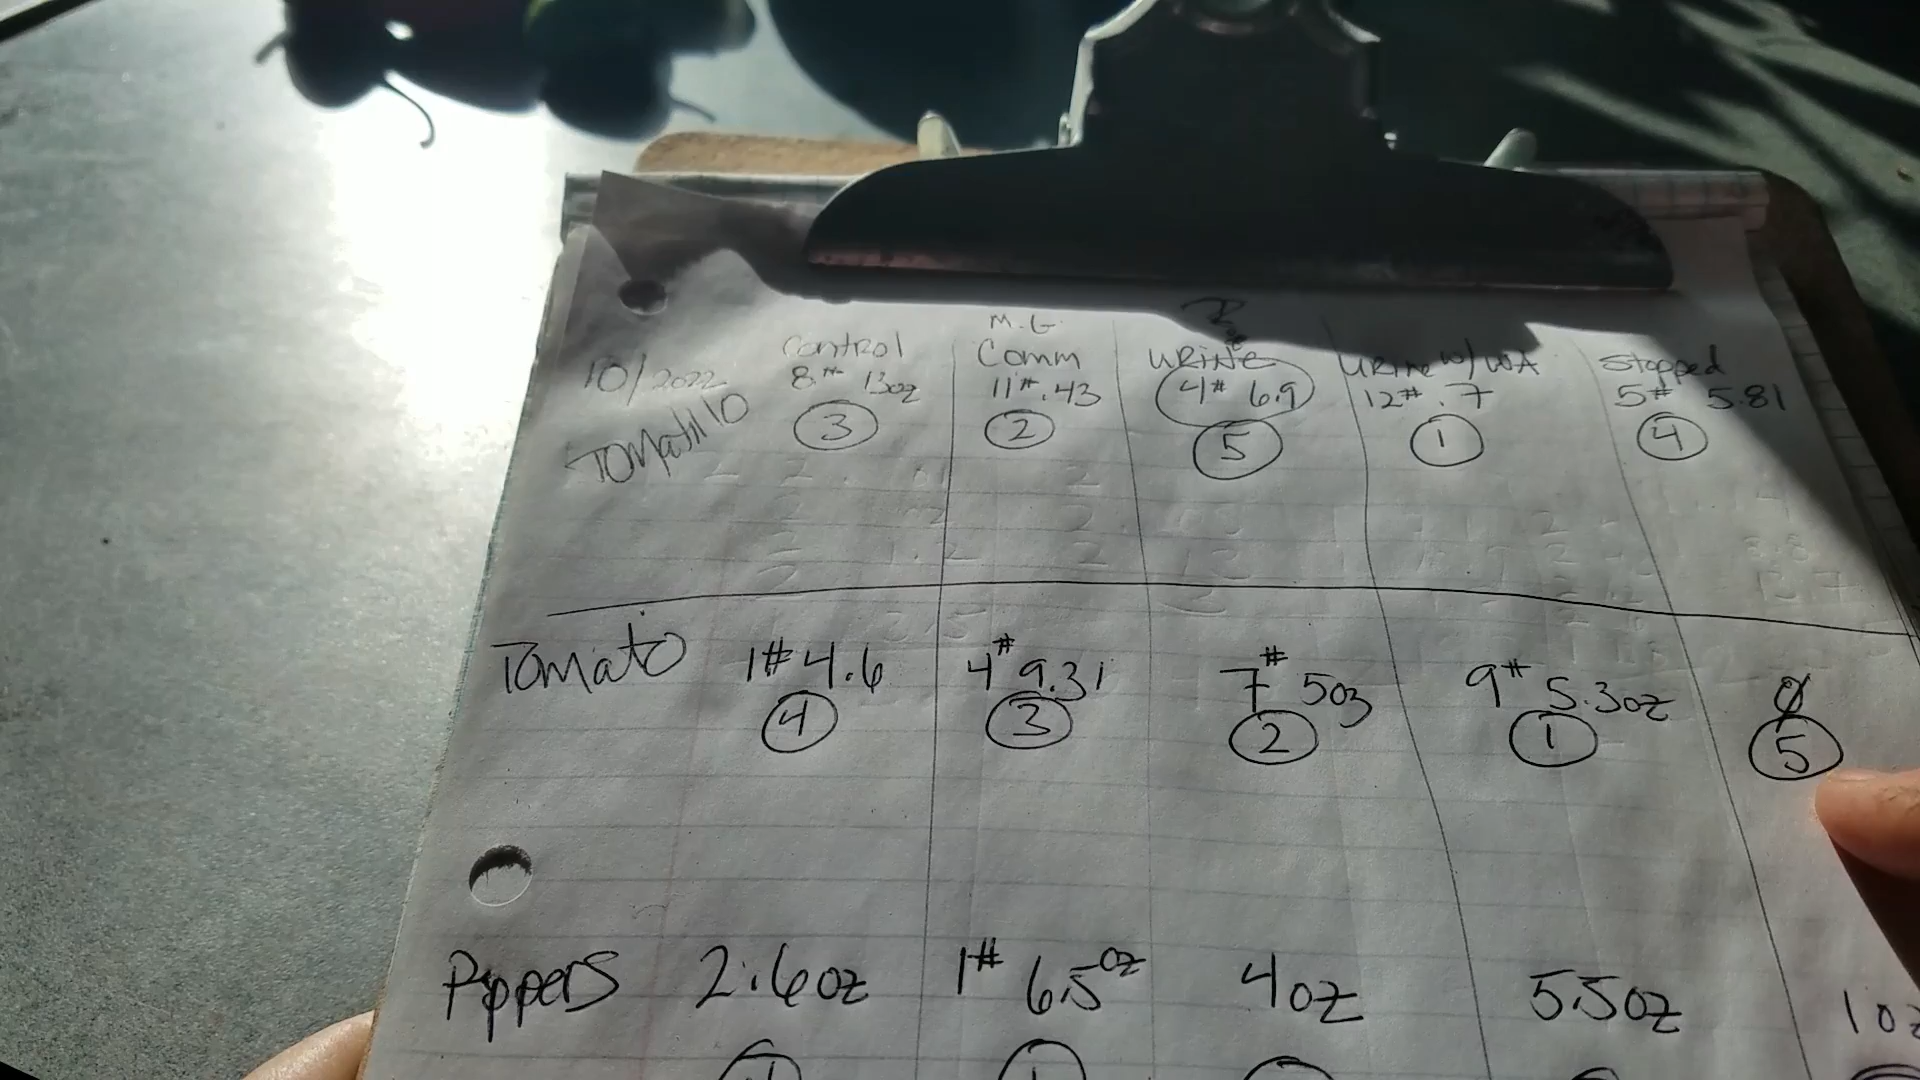 10/2022 Control M.G. Comm URINE URINE W/ WA Stopped
TOMatillo 8# 13oz 11# .43 4# 6.9 12# .7 5# 5.81
3 2 5 1 4
Tomato 1# 4.6 4# 9.31 7# 5oz 9# 5.3oz Ø
4 3 2 1 5
Peppers 2.6oz 1# 6.5oz 4oz 5.5oz 1oz